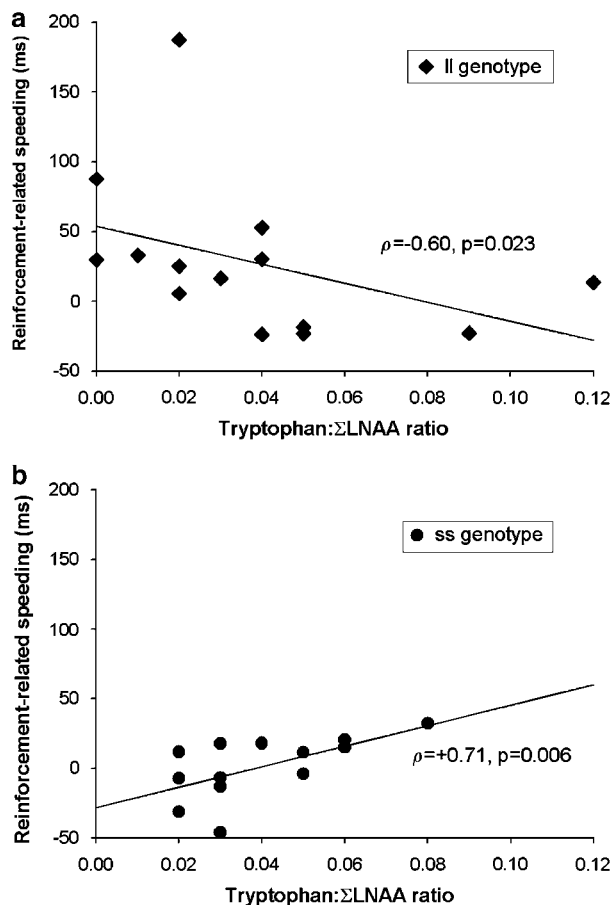 a
200
150
100
50
0
-50
Reinforcement-related speeding (ms)
ll genotype
ρ=-0.60, p=0.023
0.00 0.02 0.04 0.06 0.08 0.10 0.12
Tryptophan:ΣLNAA ratio
b
200
150
100
50
0
-50
Reinforcement-related speeding (ms)
ss genotype
ρ=+0.71, p=0.006
0.00 0.02 0.04 0.06 0.08 0.10 0.12
Tryptophan:ΣLNAA ratio